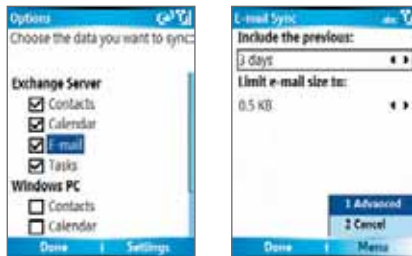 Options
Choose the data you want to sync:
Exchange Server
Contacts
Calendar
E-mail
Tasks
Windows PC
Contacts
Calendar
Done
Settings
E-mail Sync
abc
Include the previous:
3 days
Limit e-mail size to:
0.5 KB
1 Advanced
2 Cancel
Done
Menu